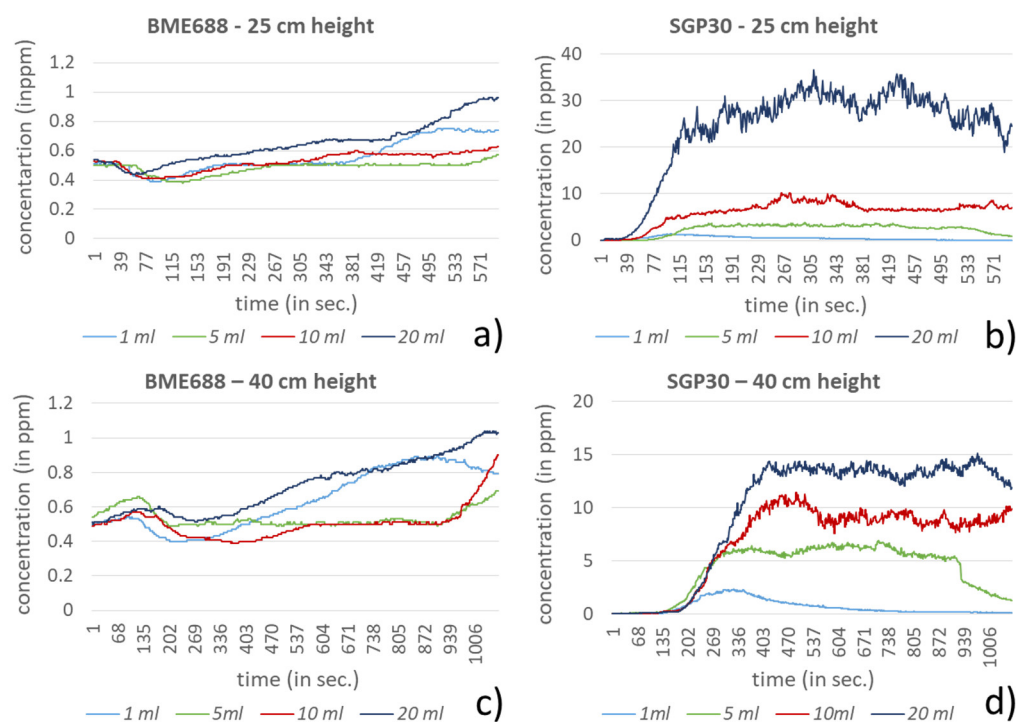 BME688 - 25 cm height
concentartion (inppm)
1.2
1
0.8
0.6
0.4
0.2
0
1 39 77 115 153 191 229 267 305 343 381 419 457 495 533 571
time (in sec.)
1 ml 5 ml 10 ml 20 ml
a)
SGP30 - 25 cm height
concentration (in ppm)
40
30
20
10
0
1 39 77 115 153 191 229 267 305 343 381 419 457 495 533 571
time (in sec.)
1 ml 5 ml 10 ml 20 ml
b)
BME688 – 40 cm height
concentration (in ppm)
1.2
1
0.8
0.6
0.4
0.2
0
1 68 135 202 269 336 403 470 537 604 671 738 805 872 939 1006
time (in sec.)
1 ml 5ml 10 ml 20 ml
c)
SGP30 – 40 cm height
concentration (in ppm)
20
15
10
5
0
1 68 135 202 269 336 403 470 537 604 671 738 805 872 939 1006
time (in sec.)
1ml 5 ml 10ml 20 ml
d)